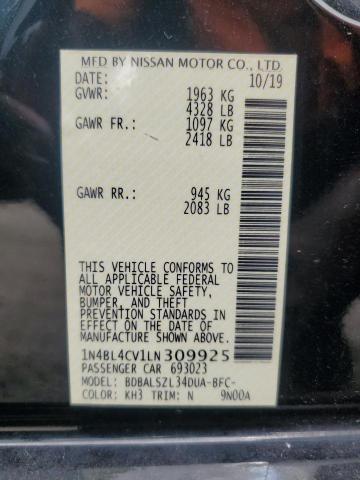 MFD BY NISSAN MOTOR CO., LTD.
DATE: 10/19
GVWR: 1963 KG
4328 LB
GAWR FR.: 1097 KG
2418 LB
GAWR RR.: 945 KG
2083 LB
THIS VEHICLE CONFORMS TO
ALL APPLICABLE FEDERAL
MOTOR VEHICLE SAFETY,
BUMPER, AND THEFT
PREVENTION STANDARDS
IN EFFECT ON THE DATE OF
MANUFACTURE SHOWN ABOVE.
1N4BL4CV1LN309925
PASSENGER CAR 693023
MODEL: BDBALSZL34DUA-BFC-
COLOR: KH3 TRIM: N 9N00A